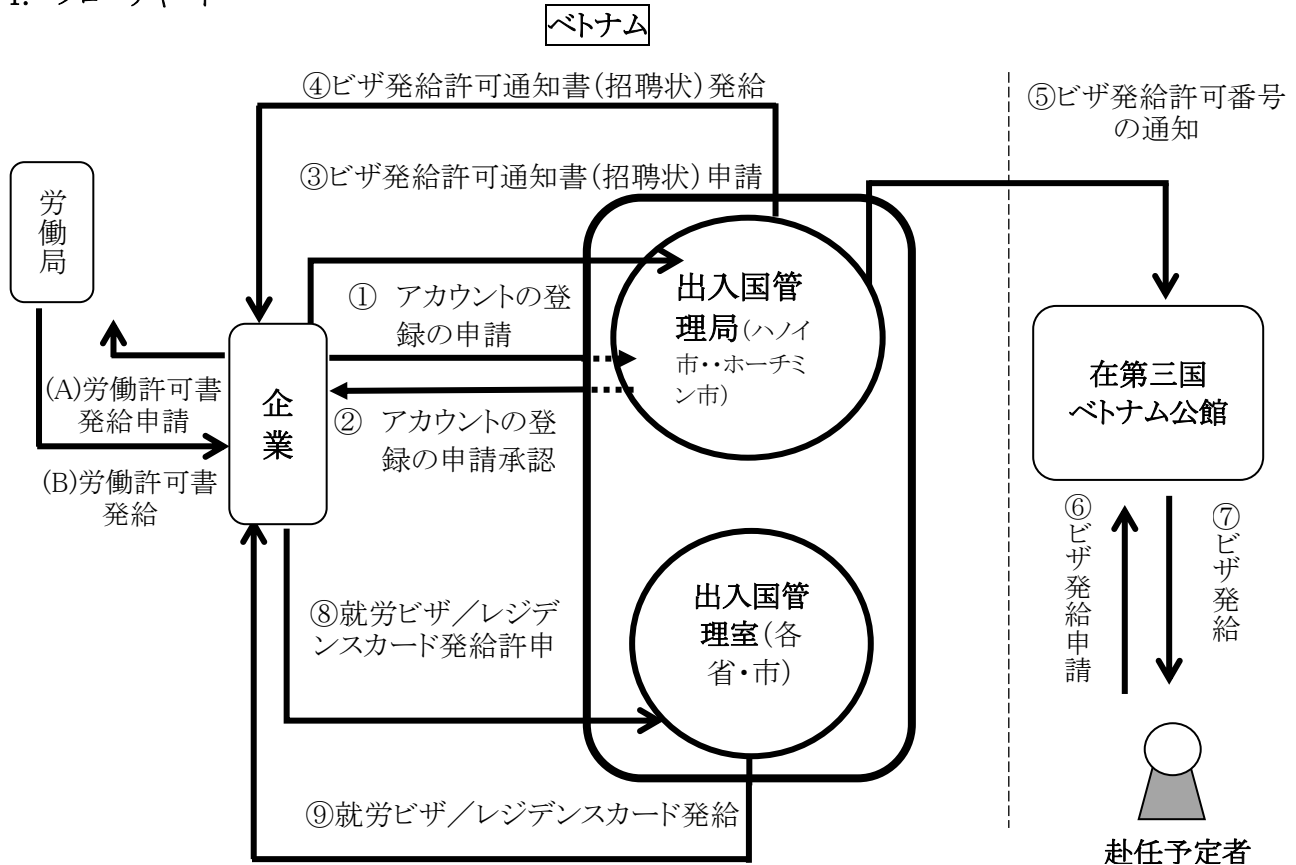 ベトナム
④ビザ発給許可通知書(招聘状)発給
⑤ビザ発給許可番号
の通知
③ビザ発給許可通知書(招聘状)申請
労働局
① アカウントの登
録の申請
出入国管
理局(ハノイ
市・・ホーチミ
ン市)
在第三国
ベトナム公館
(A)労働許可書
発給申請
企業
② アカウントの登
録の申請承認
(B)労働許可書
発給
⑥ビザ発給申請
⑦ビザ発給
⑧就労ビザ/レジデ
ンスカード発給許申
出入国管
理室(各
省・市)
⑨就労ビザ/レジデンスカード発給
赴任予定者